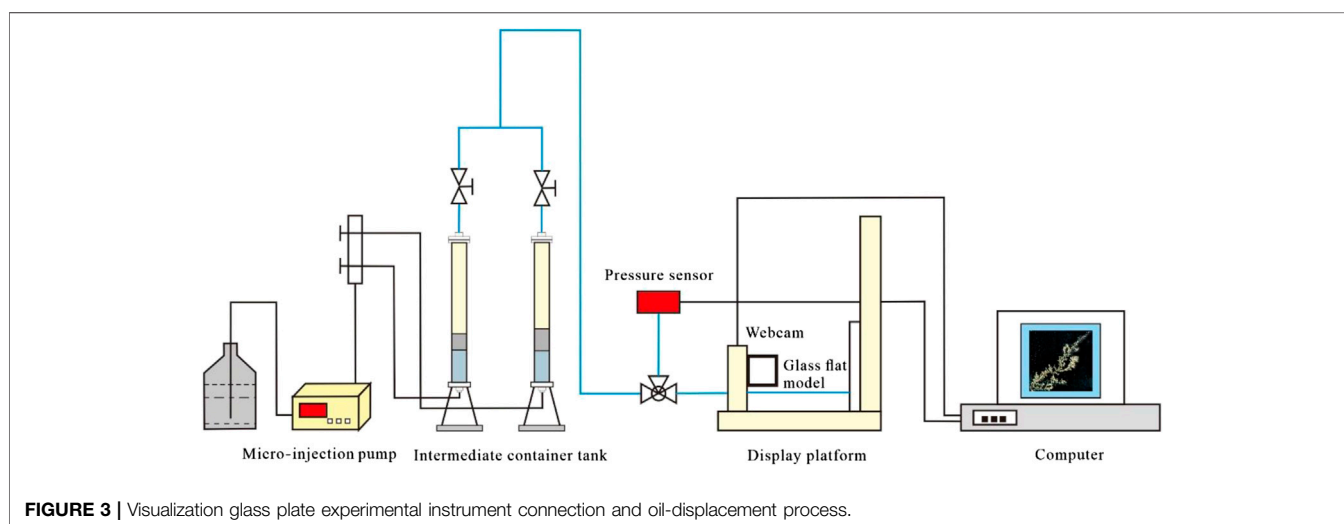 Pressure sensor
Webcam
Glass flat
model
Micro-injection pump
Intermediate container tank
Display platform
Computer
FIGURE 3 | Visualization glass plate experimental instrument connection and oil-displacement process.